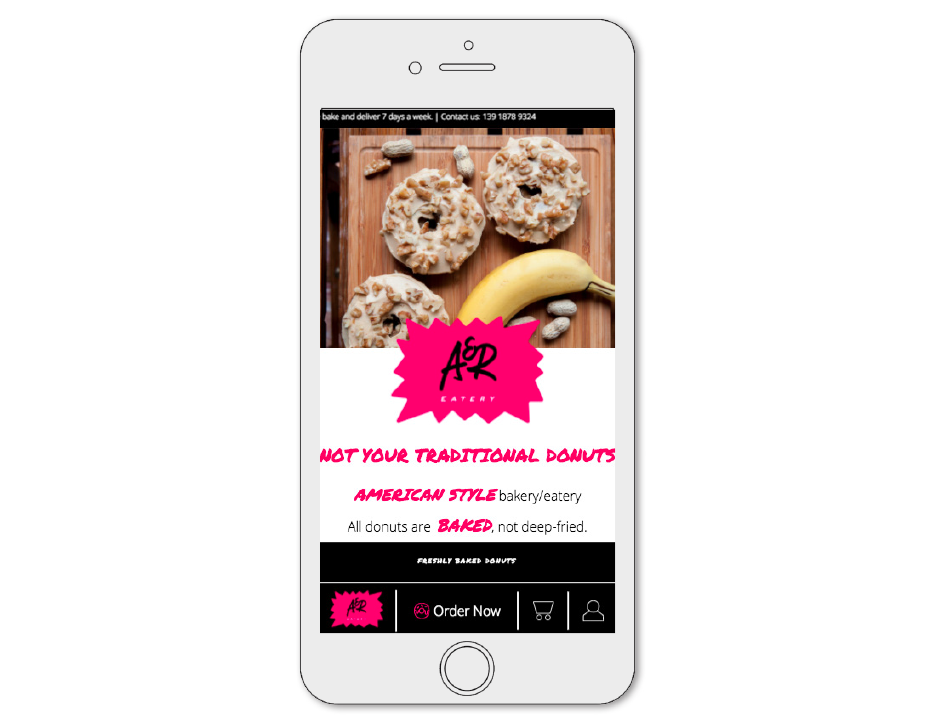 bake and deliver 7 days a week. | Contact us: 139 1878 9324
A&R
EATERY
NOT YOUR TRADITIONAL DONUTS
AMERICAN STYLE bakery/eatery
All donuts are BAKED, not deep-fried.
FRESHLY BAKED DONUTS
A&R
Order Now